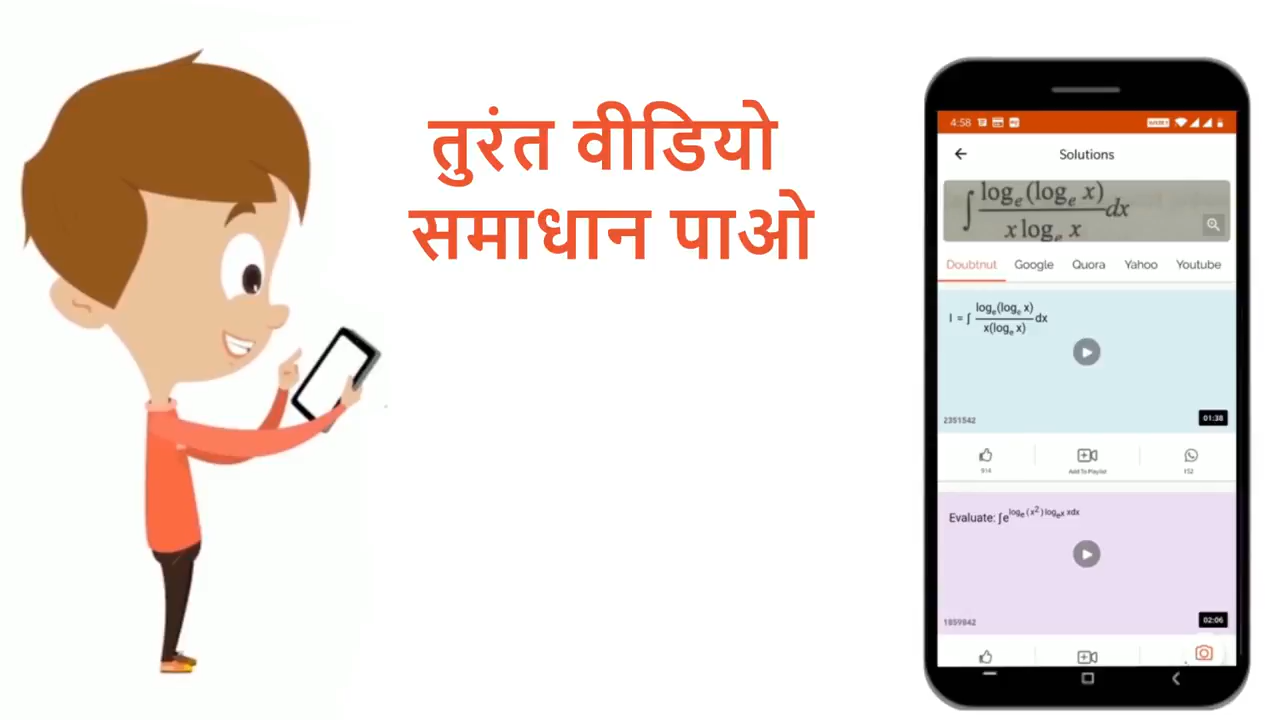 तुरंत वीडियो
समाधान पाओ
4:58
Solutions
∫ logₑ(logₑ x) / x logₑ x dx
Doubtnut Google Quora Yahoo Youtube
I = ∫ logₑ(logₑ x) / x(logₑ x) dx
2351542 01:38
914 Add To Playlist 152
Evaluate: ∫e^logₑ(x²) logₑx xdx
1859842 02:06